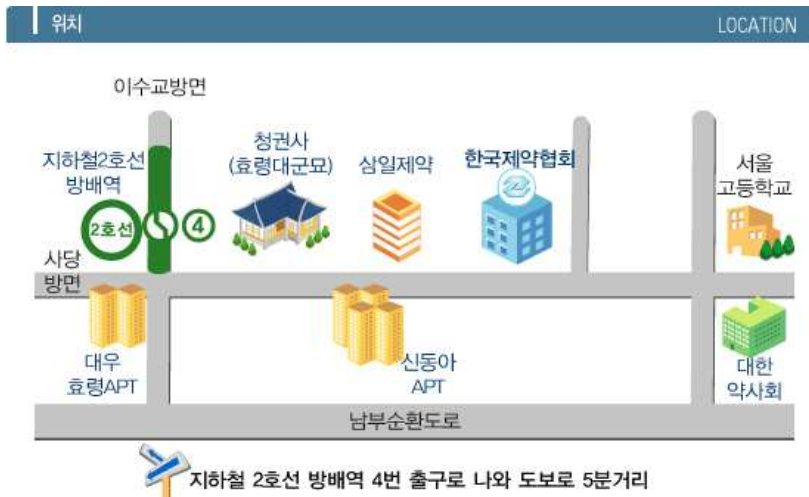 위치
LOCATION
이수교방면
지하철2호선
방배역
2호선
4
청권사
(효령대군묘)
삼일제약
한국제약협회
서울
고등학교
사당
방면
대우
효령APT
신동아
APT
대한
약사회
남부순환도로
지하철 2호선 방배역 4번 출구로 나와 도보로 5분거리